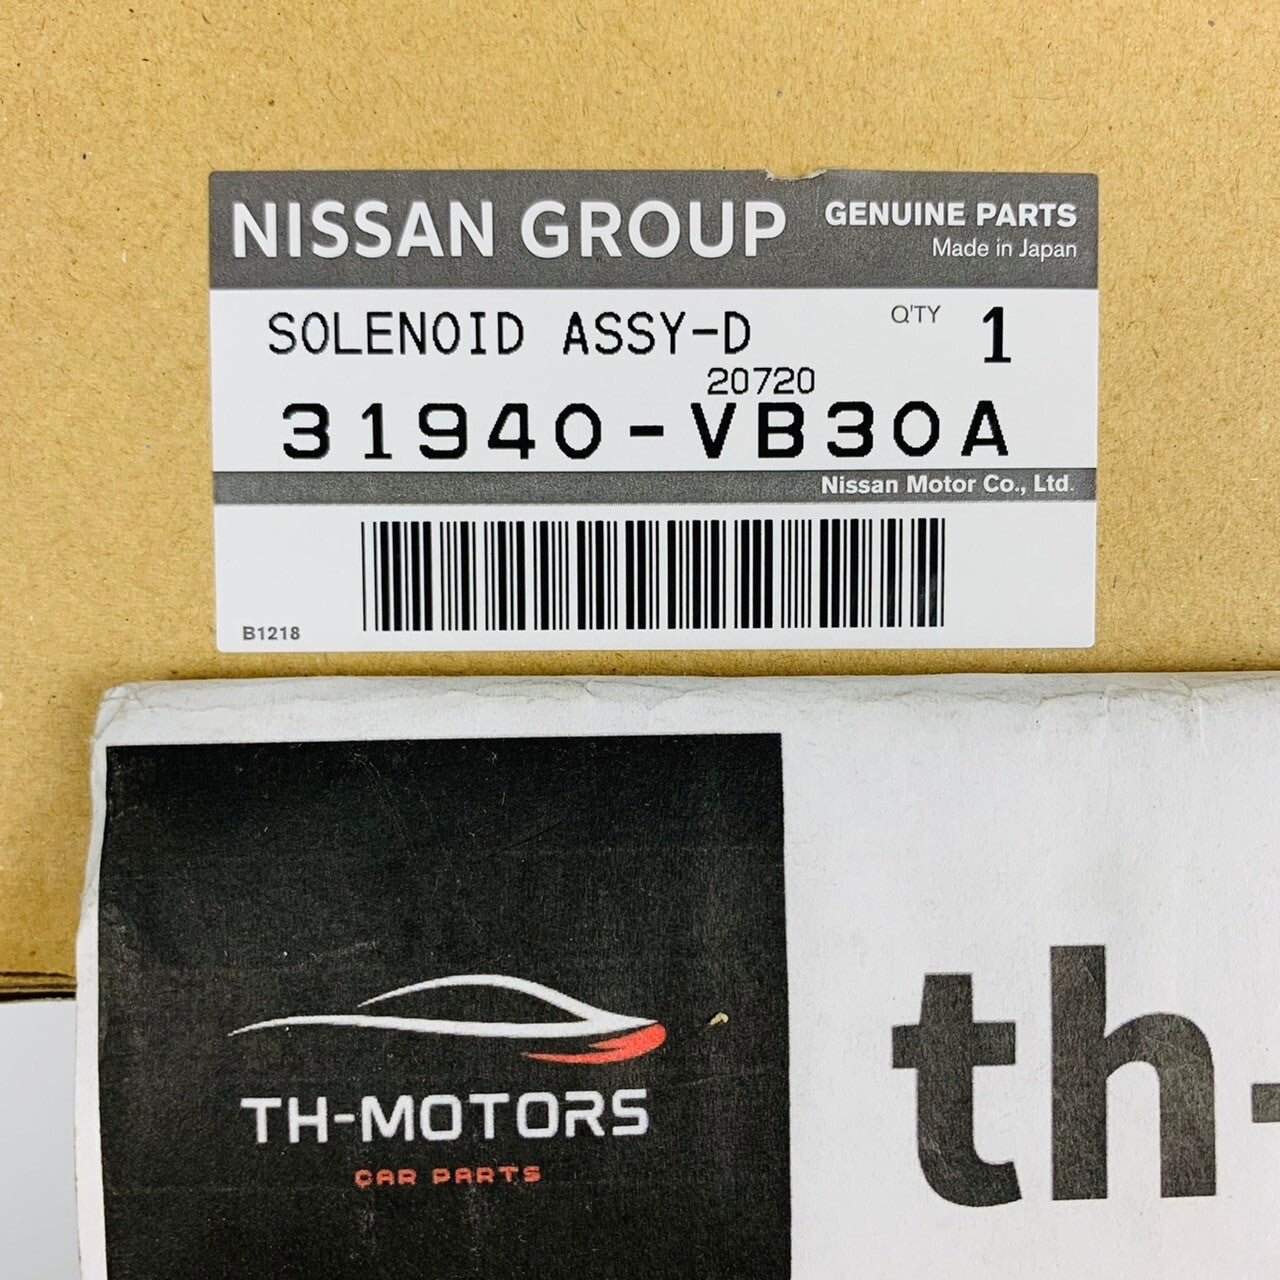 NISSAN GROUP
GENUINE PARTS
Made in Japan
SOLENOID ASSY-D
Q'TY 1
20720
31940-VB30A
Nissan Motor Co., Ltd.
B1218
TH-MOTORS
CAR PARTS
th-